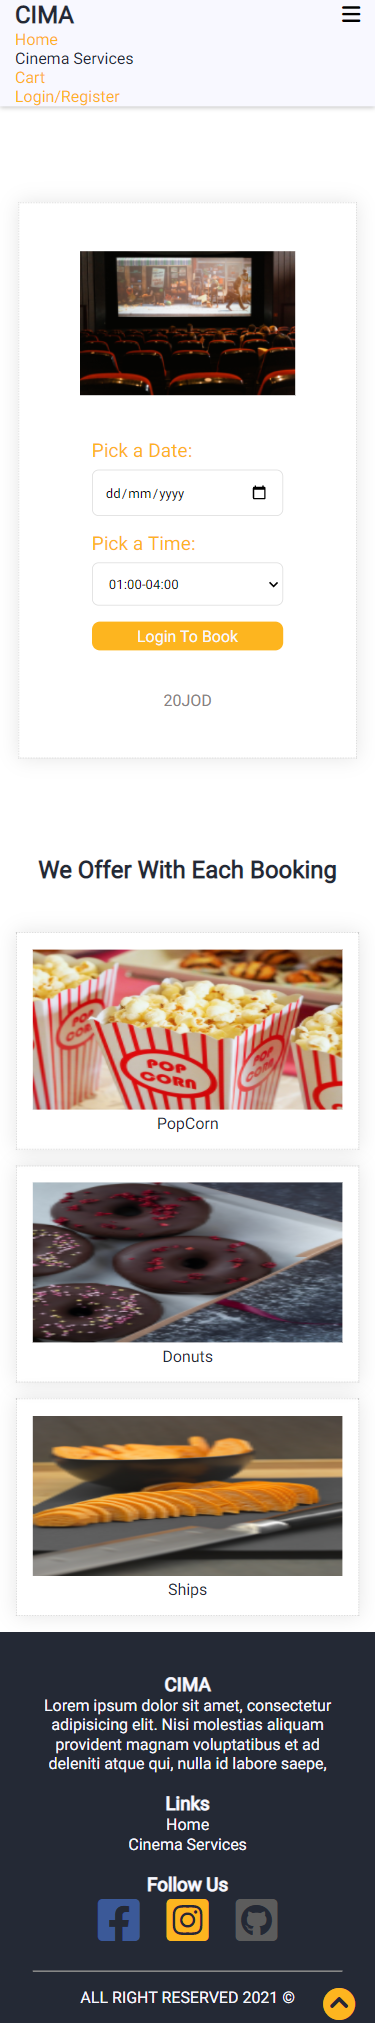 CIMA
Home
Cinema Services
Cart
Login/Register
Pick a Date:
dd/mm/yyyy
Pick a Time:
01:00-04:00
Login To Book
20JOD
We Offer With Each Booking
POP
CORN
PopCorn
Donuts
Ships
CIMA
Lorem ipsum dolor sit amet, consectetur
adipisicing elit. Nisi molestias aliquam
provident magnam voluptatibus et ad
deleniti atque qui, nulla id labore saepe,
Links
Home
Cinema Services
Follow Us
ALL RIGHT RESERVED 2021 ©